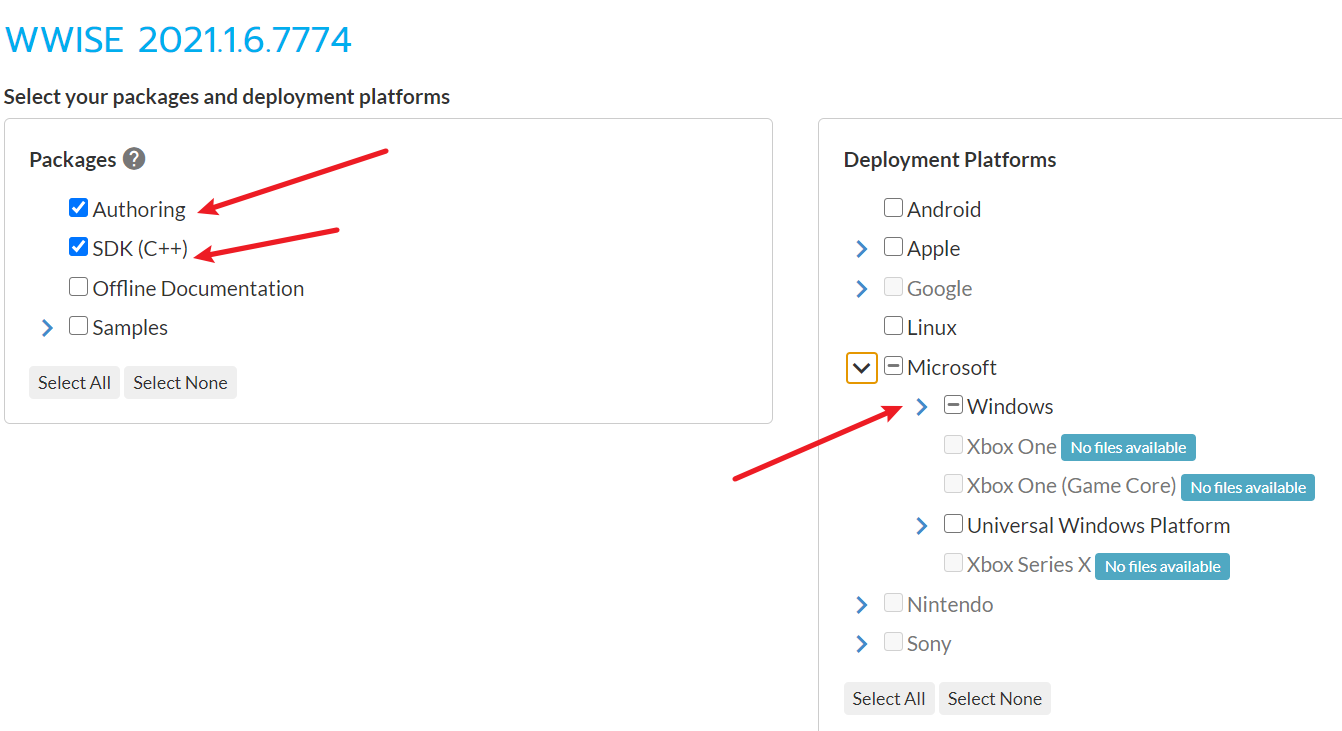 WWISE 2021.1.6.7774
Select your packages and deployment platforms
Packages ?
Authoring
SDK (C++)
Offline Documentation
Samples
Select All Select None
Deployment Platforms
Android
Apple
Google
Linux
Microsoft
Windows
Xbox One No files available
Xbox One (Game Core) No files available
Universal Windows Platform
Xbox Series X No files available
Nintendo
Sony
Select All Select None